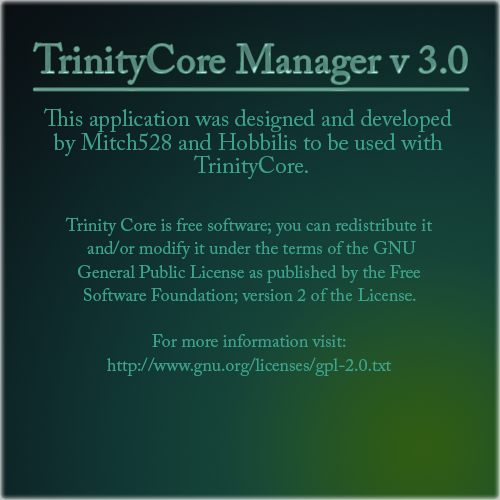 TrinityCore Manager v 3.0
This application was designed and developed
by Mitch528 and Hobbilis to be used with
TrinityCore.
Trinity Core is free software; you can redistribute it
and/or modify it under the terms of the GNU
General Public License as published by the Free
Software Foundation; version 2 of the License.
For more information visit:
http://www.gnu.org/licenses/gpl-2.0.txt